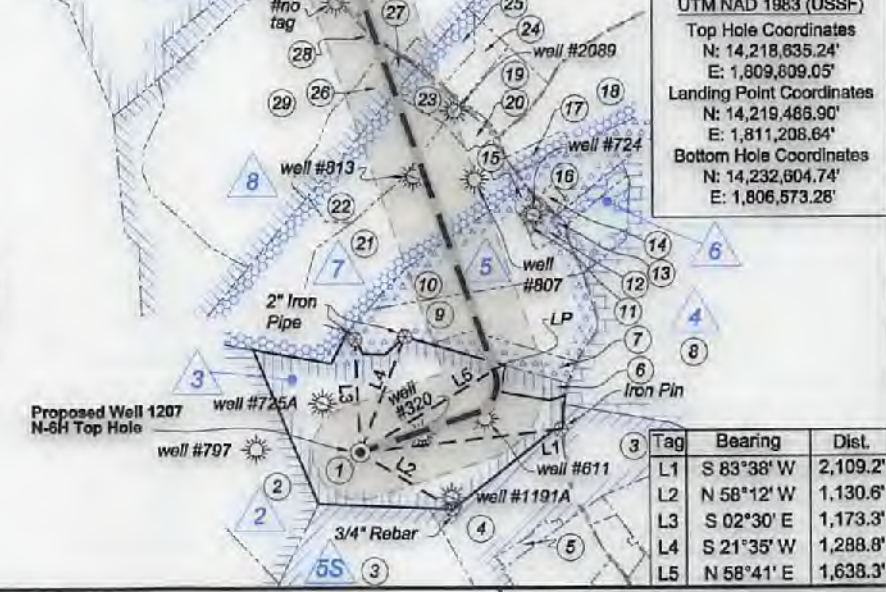 #no
tag
27
25
24
28
well #2089
19
26
23
29
20
17
18
15
well #724
well #813
8
16
22
21
7
5
6
14
13
12
11
well
#807
10
9
2" Iron
Pipe
LP
4
7
8
6
Iron Pin
3
L3
L4
L5
well
#320
well #725A
Proposed Well 1207
N-6H Top Hole
well #797
1
L1
L2
3
well #611
2
well #1191A
2
3/4" Rebar
4
5
5S
3
UTM NAD 1983 (USSF)
Top Hole Coordinates
N: 14,218,635.24'
E: 1,809,809.05'
Landing Point Coordinates
N: 14,219,486.90'
E: 1,811,208.64'
Bottom Hole Coordinates
N: 14,232,604.74'
E: 1,806,573.28'
Tag Bearing Dist.
L1 S 83°38' W 2,109.2'
L2 N 58°12' W 1,130.6'
L3 S 02°30' E 1,173.3'
L4 S 21°35' W 1,288.8'
L5 N 58°41' E 1,638.3'